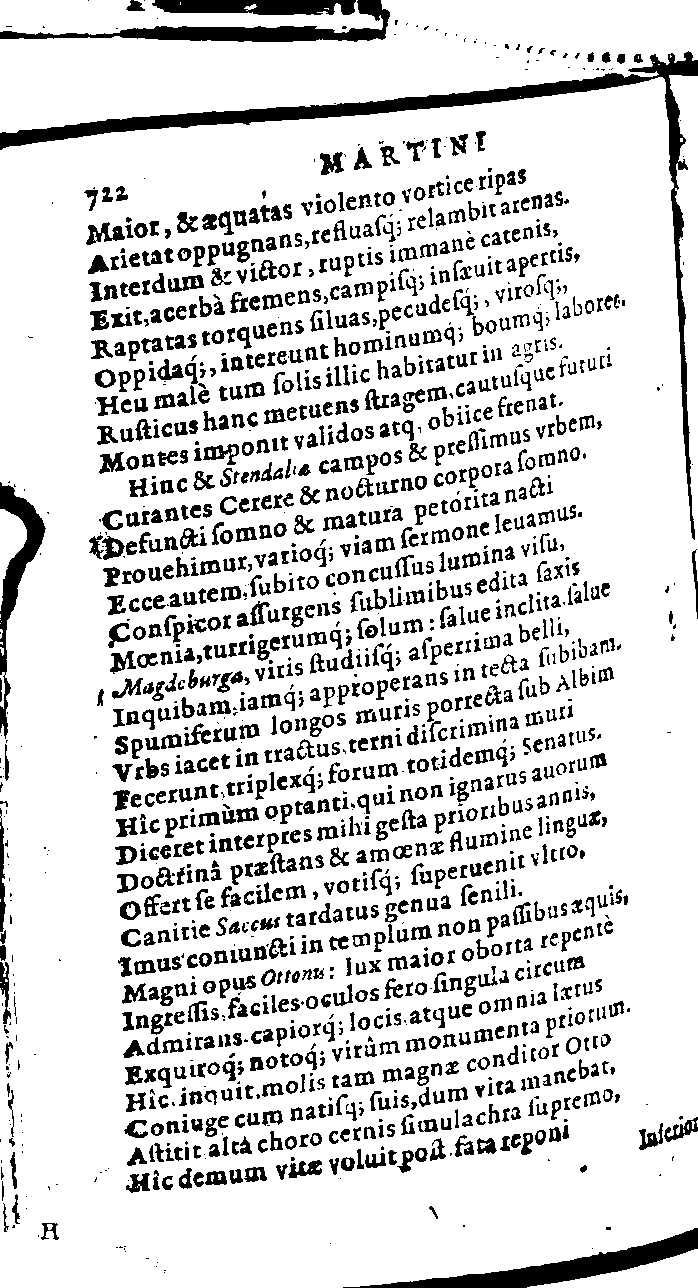 722 MARTINI
Maior, & æquatas violento vortice ripas
Arietat oppugnans, refluasq́; relambit arenas.
Interdum & victor, ruptis immanè catenis,
Exit, acerbà fremens, campisq́; insæuit apertis,
Raptatas torquens ſiluas, pecudeſq́;, viroſq́;,
Oppidaq́;, intereunt hominumq́; boumq́; labores.
Heu malè tum ſolis illic habitatur in agris.
Ruſticus hanc metuens ſtragem, cautuſque futuri
Montes imponit validos atq, obiice frenat.
Hinc & Stendaliæ campos & preſſimus vrbem,
Curantes Cerere & nocturno corpora ſomno.
Defuncti ſomno & matura petórita nacti
Prouehimur, varioq́; viam ſermone leuamus.
Ecce autem, ſubito concuſſus lumina viſu,
Conſpicor aſſurgens ſublimibus edita ſaxis
Mœnia, turrigerumq́; ſolum: ſalue inclita ſalue
Magdeburga, viris ſtudiiſq́; aſperrima belli,
Inquibam, iamq́; approperans in tecta ſubibam.
Spumiferum longos muris porrecta ſub Albim
Vrbs iacet in tractus, terni diſcrimina muri
Fecerunt, triplexq́; forum totidemq́; Senatus.
Hîc primùm optanti, qui non ignarus auorum
Diceret interpres mihi geſta prioribus annis,
Doctrinâ præſtans & amœnæ flumine linguæ,
Offert ſe facilem, votiſq́; ſuperuenit vltro,
Canitie Saccus tardatus genua ſenili.
Imus coniuncti in templum non paſſibus æquis,
Magni opus Ottonis: lux maior oborta repentè
Ingreſſis, faciles oculos fero ſingula circum
Admirans. capiorq́; locis atque omnia lætus
Exquiroq́; notoq́; virûm monumenta priorum.
Hîc, inquit, molis tam magnæ conditor Otto
Coniuge cum natiſq́; ſuis, dum vita manebat,
Aſtitit altà choro cernis ſimulachra ſupremo,
Hîc demum vitæ voluit poſt fata reponi
Inferior
H